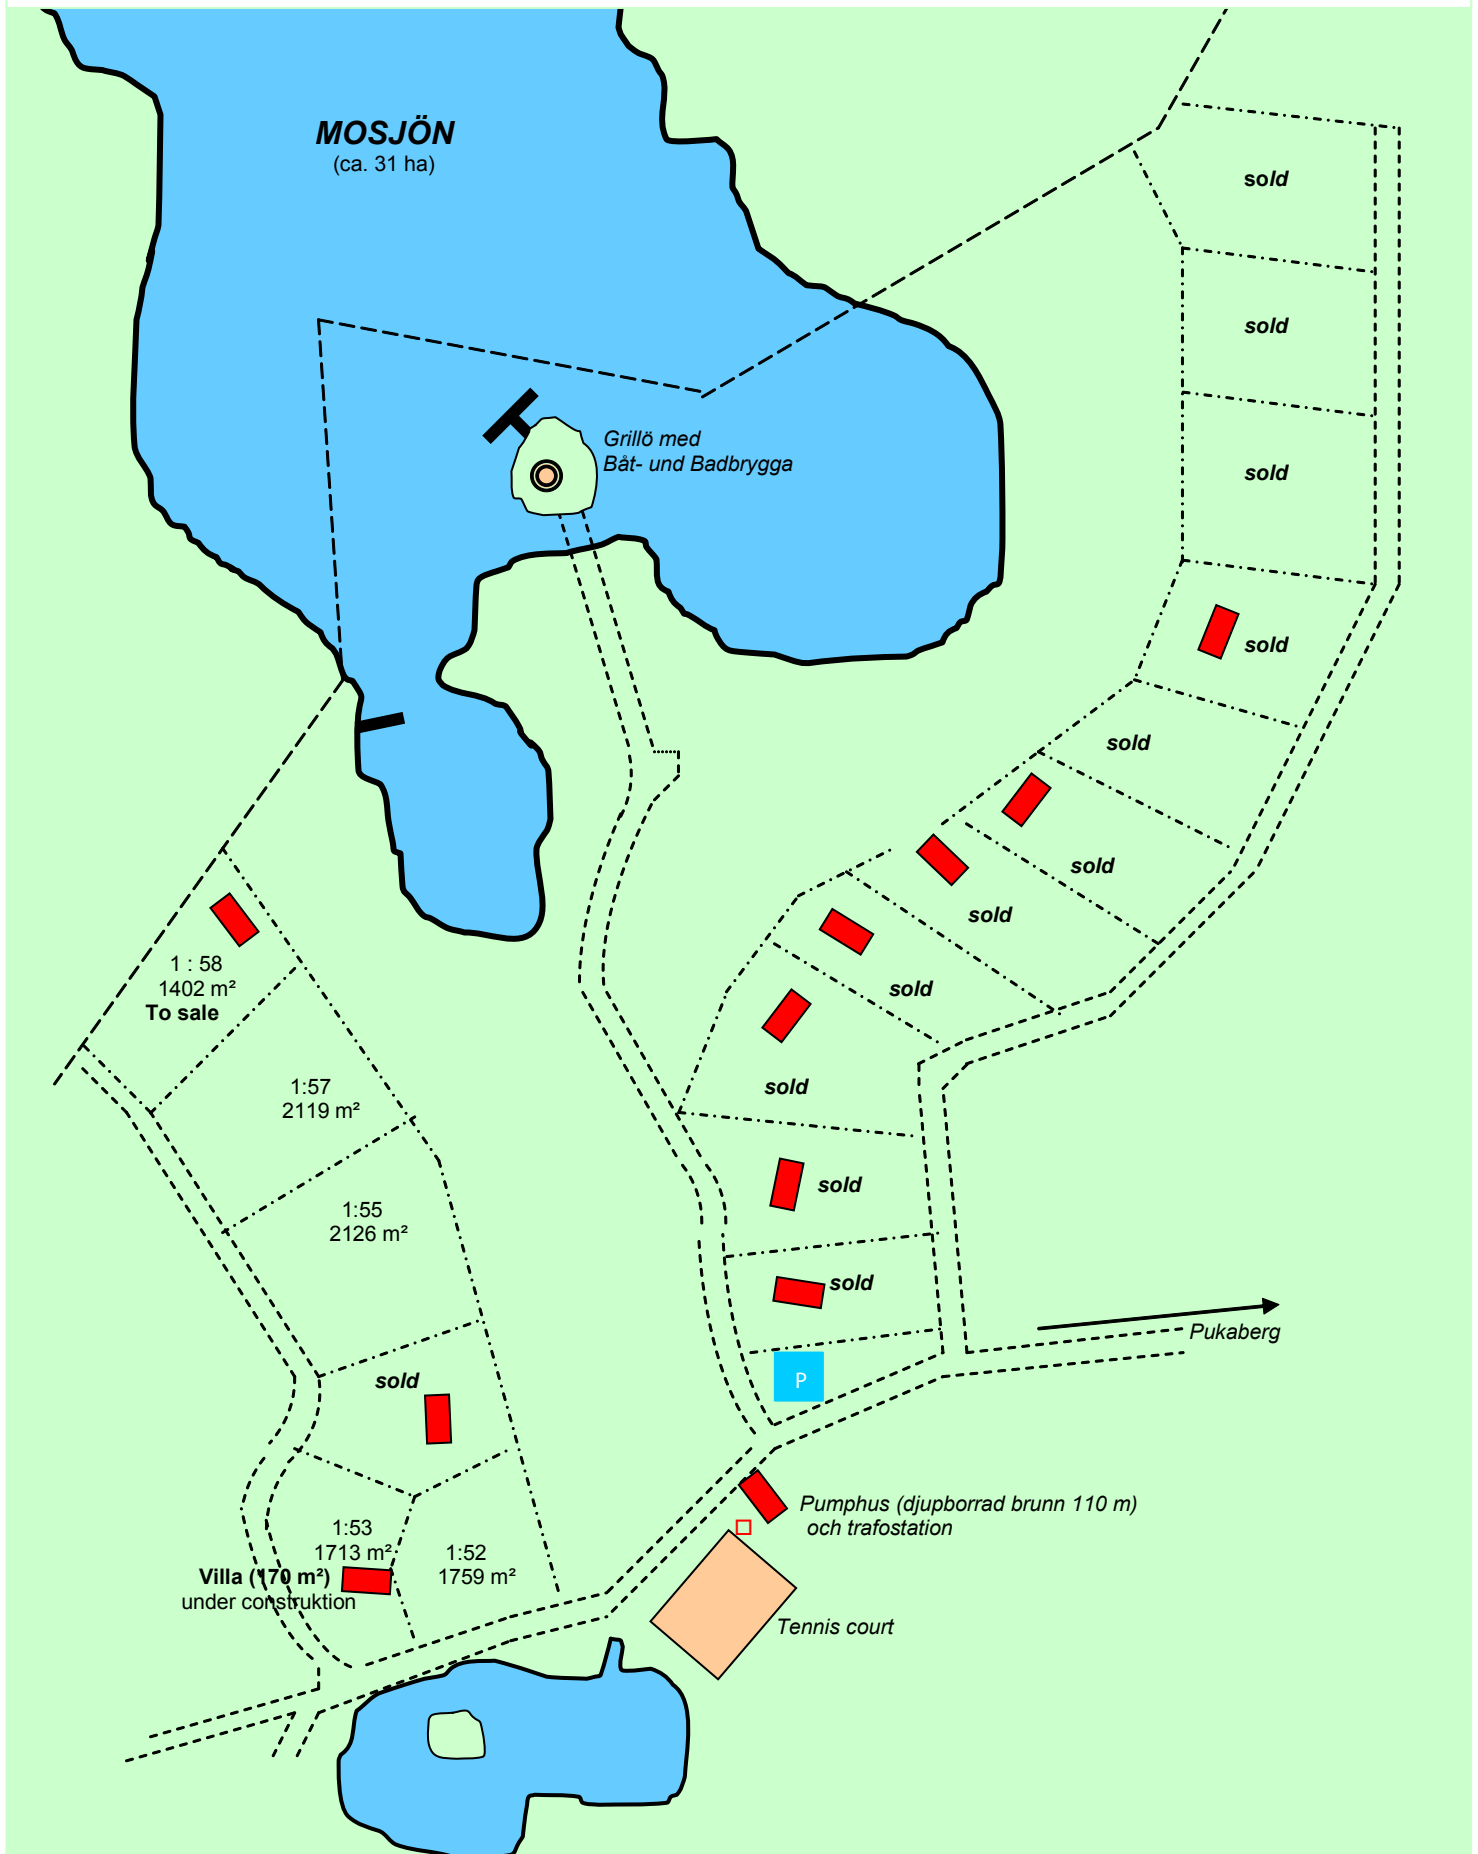 MOSJÖN
(ca. 31 ha)
sold
sold
Grillö med
Båt- und Badbrygga
sold
sold
sold
sold
sold
1 : 58
1402 m²
To sale
sold
1:57
2119 m²
sold
sold
1:55
2126 m²
sold
Pukaberg
sold
P
Pumphus (djupborrad brunn 110 m)
och trafostation
1:53
1713 m²
Villa (170 m²)
under construktion
1:52
1759 m²
Tennis court